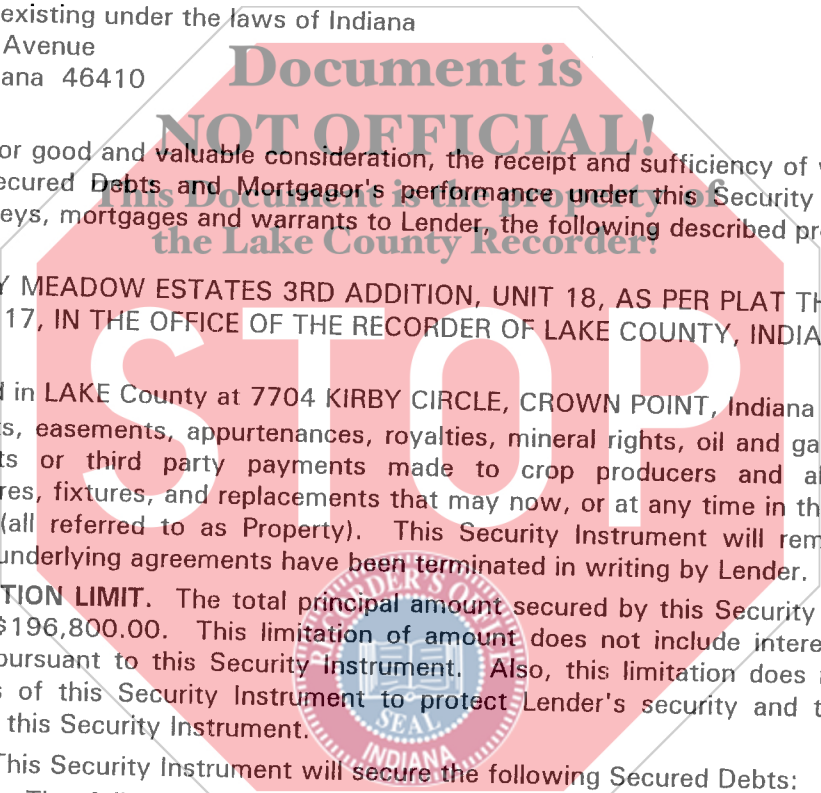 existing under the laws of Indiana
Avenue
ana 46410
Document is
NOT OFFICIAL!
or good and valuable consideration, the receipt and sufficiency of
ecured Debts and Mortgagor's performance under this Security
This Document is the property of
eys, mortgages and warrants to Lender, the following described pr
the Lake County Recorder!
Y MEADOW ESTATES 3RD ADDITION, UNIT 18, AS PER PLAT TH
17, IN THE OFFICE OF THE RECORDER OF LAKE COUNTY, INDIA
STOP
d in LAKE County at 7704 KIRBY CIRCLE, CROWN POINT, Indiana
ts, easements, appurtenances, royalties, mineral rights, oil and ga
ts or third party payments made to crop producers and al
res, fixtures, and replacements that may now, or at any time in th
(all referred to as Property). This Security Instrument will rem
underlying agreements have been terminated in writing by Lender.
TION LIMIT. The total principal amount secured by this Security
$196,800.00. This limitation of amount does not include intere
pursuant to this Security Instrument. Also, this limitation does
s of this Security Instrument to protect Lender's security and t
this Security Instrument.
RECORDER'S OFFICE
SEAL
INDIANA
This Security Instrument will secure the following Secured Debts: